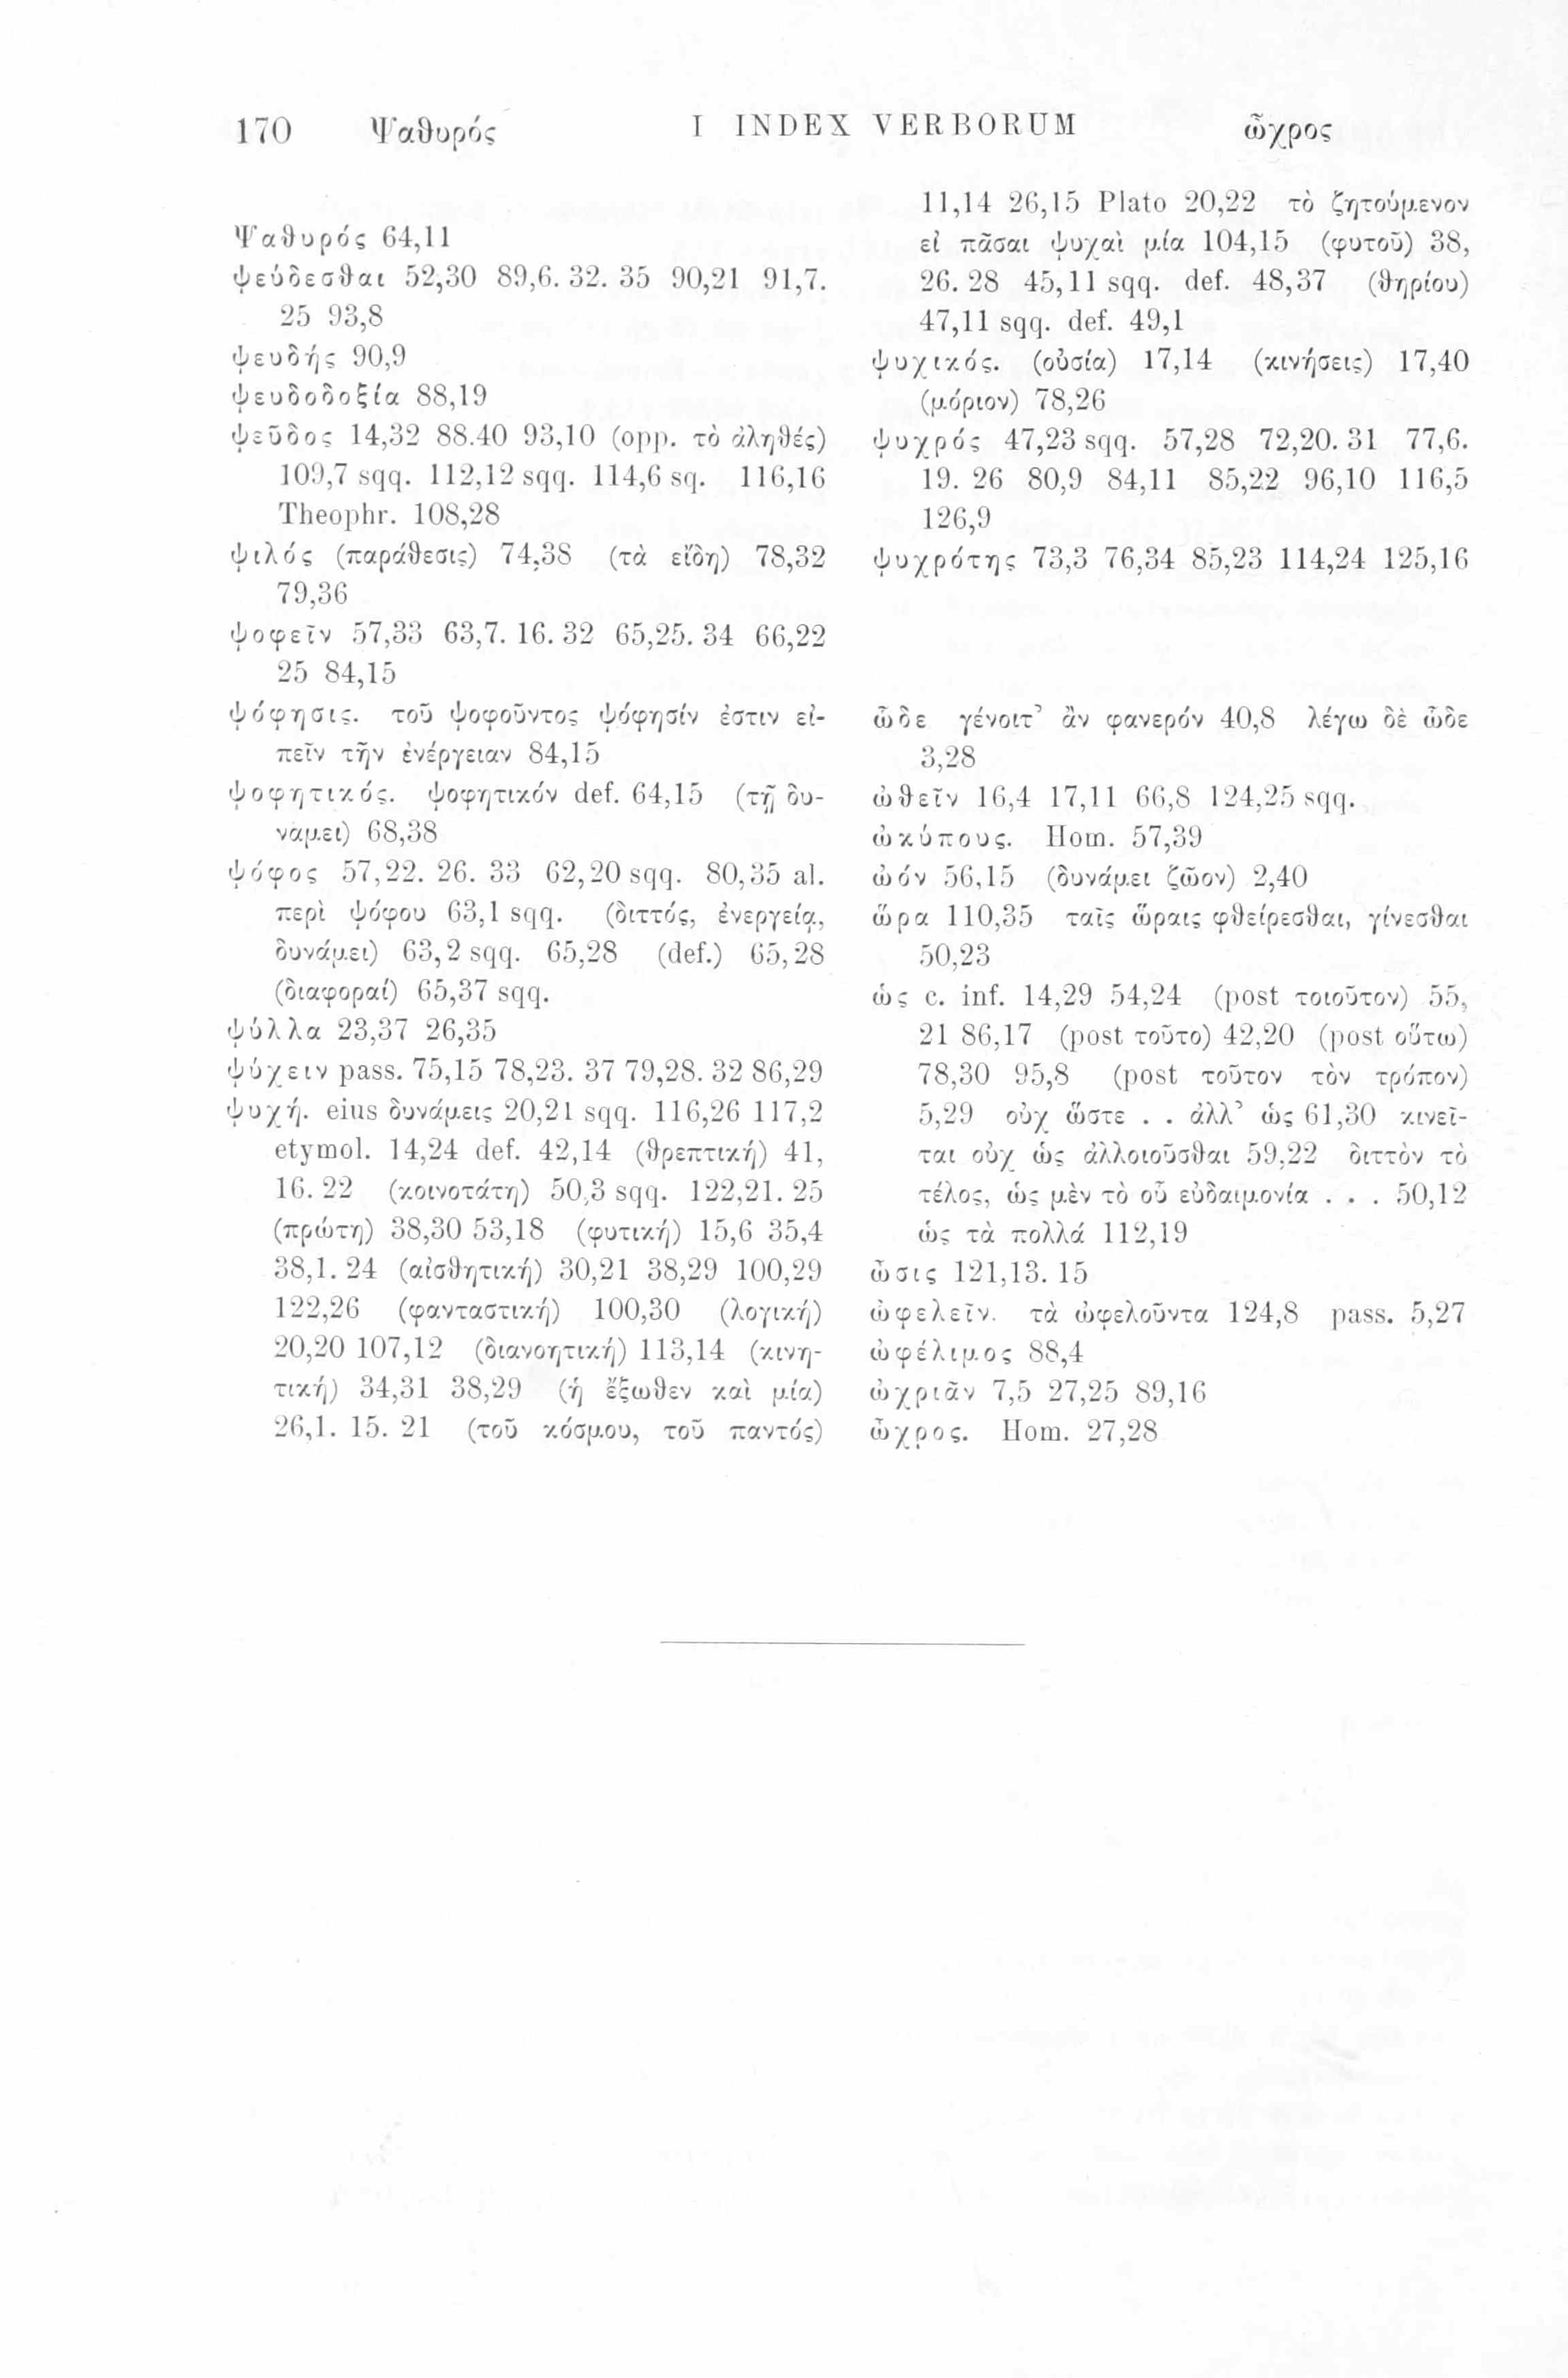 170 Ψαθυρός I INDEX VERBORUM ὦχρος
Ψαθυρός 64,11
ψεύδεσθαι 52,30 89,6. 32. 35 90,21 91,7.
25 93,8
ψευδής 90,9
ψευδοδοξία 88,19
ψεῦδος 14,32 88.40 93,10 (opp. τὸ ἀληθές)
109,7 sqq. 112,12 sqq. 114,6 sq. 116,16
Theophr. 108,28
ψιλός (παράθεσις) 74,38 (τὰ εἴδη) 78,32
79,36
ψοφεῖν 57,33 63,7. 16. 32 65,25. 34 66,22
25 84,15
ψόφησις. τοῦ ψοφοῦντος ψόφησίν ἐστιν εἰ-
πεῖν τῆν ἐνέργειαν 84,15
ψοφητικός. ψοφητικόν def. 64,15 (τῇ δυ-
νάμει) 68,38
ψόφος 57,22. 26. 33 62,20 sqq. 80,35 al.
περὶ ψόφου 63,1 sqq. (διττός, ἐνεργείᾳ,
δυνάμει) 63,2 sqq. 65,28 (def.) 65,28
(διαφοραί) 65,37 sqq.
ψύλλα 23,37 26,35
ψύχειν pass. 75,15 78,23. 37 79,28. 32 86,29
ψυχή. eius δυνάμεις 20,21 sqq. 116,26 117,2
etymol. 14,24 def. 42,14 (θρεπτική) 41,
16. 22 (κοινοτάτη) 50,3 sqq. 122,21. 25
(πρώτη) 38,30 53,18 (φυτική) 15,6 35,4
38,1. 24 (αἰσθητική) 30,21 38,29 100,29
122,26 (φανταστική) 100,30 (λογική)
20,20 107,12 (διανοητική) 113,14 (κινη-
τική) 34,31 38,29 (ἡ ἔξωθεν καὶ μία)
26,1. 15. 21 (τοῦ κόσμου, τοῦ παντός)
11,14 26,15 Plato 20,22 τὸ ζητούμενον
εἰ πᾶσαι ψυχαὶ μία 104,15 (φυτοῦ) 38,
26. 28 45,11 sqq. def. 48,37 (θηρίου)
47,11 sqq. def. 49,1
ψυχικός. (οὐσία) 17,14 (κινήσεις) 17,40
(μόριον) 78,26
ψυχρός 47,23 sqq. 57,28 72,20. 31 77,6.
19. 26 80,9 84,11 85,22 96,10 116,5
126,9
ψυχρότης 73,3 76,34 85,23 114,24 125,16
ὧδε γένοιτ’ ἂν φανερόν 40,8 λέγω δὲ ὧδε
3,28
ὠθεῖν 16,4 17,11 66,8 124,25 sqq.
ὠκύπους. Hom. 57,39
ὠόν 56,15 (δυνάμει ζῶον) 2,40
ὥρα 110,35 ταῖς ὥραις φθείρεσθαι, γίνεσθαι
50,23
ὡς c. inf. 14,29 54,24 (post τοιοῦτον) 55,
21 86,17 (post τοῦτο) 42,20 (post οὕτω)
78,30 95,8 (post τοῦτον τὸν τρόπον)
5,29 οὐχ ὥστε . . ἀλλ’ ὡς 61,30 κινεῖ-
ται οὐχ ὡς ἀλλοιοῦσθαι 59,22 διττὸν τὸ
τέλος, ὡς μὲν τὸ οὗ εὐδαιμονία . . . 50,12
ὡς τὰ πολλά 112,19
ὦσις 121,13. 15
ὠφελεῖν. τὰ ὠφελοῦντα 124,8 pass. 5,27
ὠφέλιμος 88,4
ὠχριᾶν 7,5 27,25 89,16
ὦχρος. Hom. 27,28